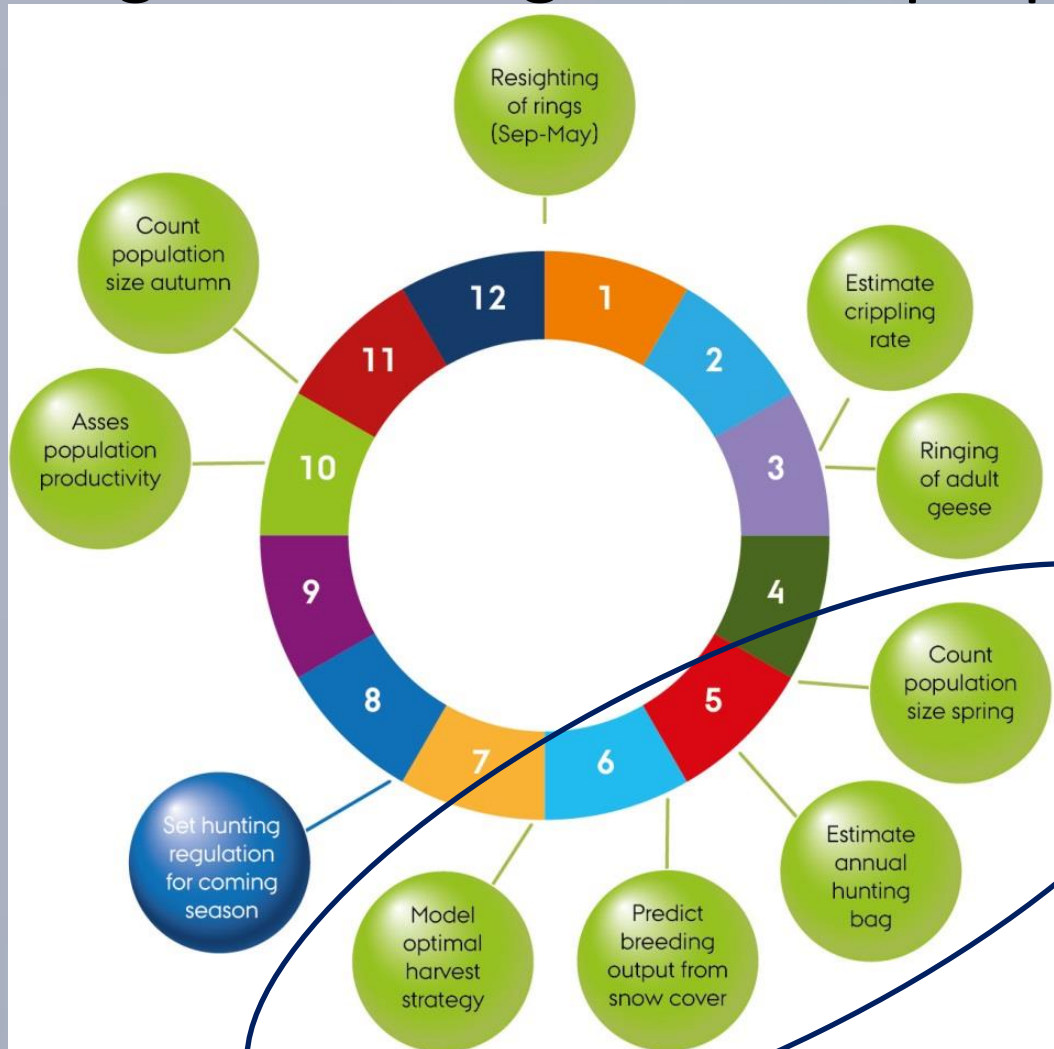 Resighting
of rings
(Sep-May)
Count
population
size autumn
Estimate
crippling
rate
Asses
population
productivity
Ringing
of adult
geese
12
1
11
2
10
3
9
4
8
5
7
6
Count
population
size spring
Set hunting
regulation
for coming
season
Estimate
annual
hunting
bag
Model
optimal
harvest
strategy
Predict
breeding
output from
snow cover